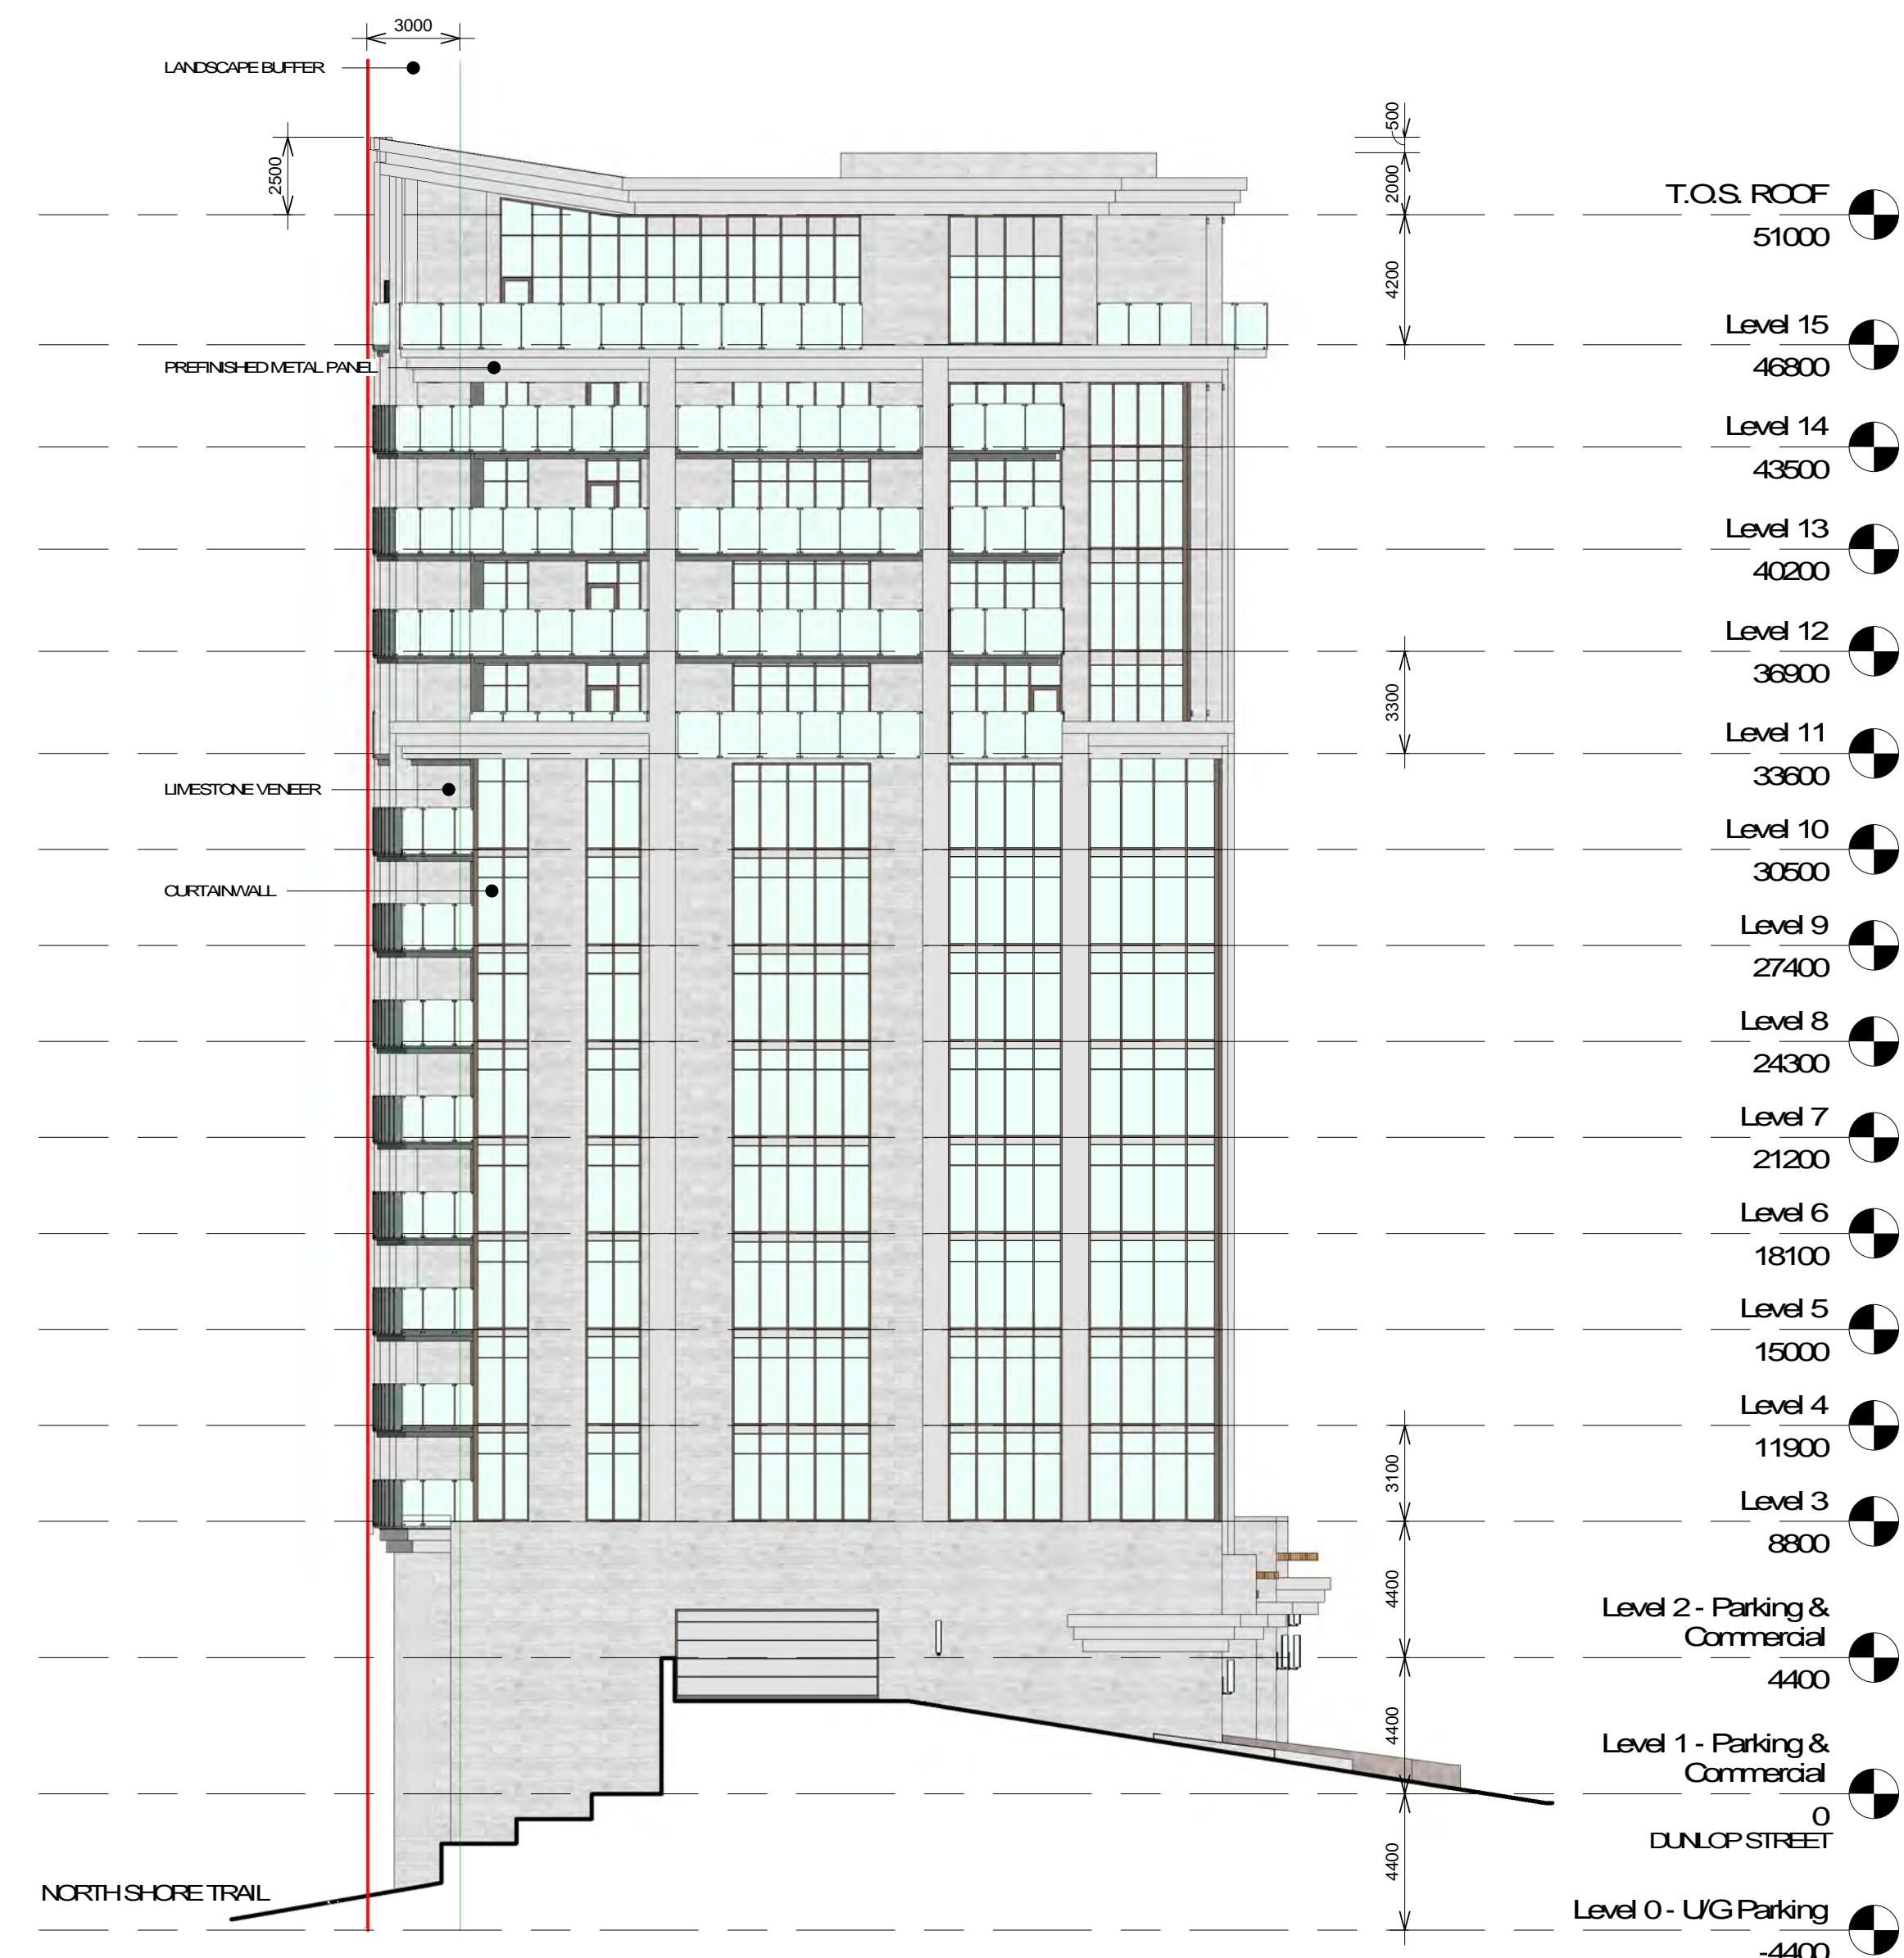 3000
LANDSCAPE BUFFER
500
2500
2000
T.O.S. ROOF
51000
4200
Level 15
46800
PREFINISHED METAL PANEL
Level 14
43500
Level 13
40200
Level 12
36900
3300
Level 11
33600
LIMESTONE VENEER
Level 10
30500
CURTAINWALL
Level 9
27400
Level 8
24300
Level 7
21200
Level 6
18100
Level 5
15000
Level 4
11900
3100
Level 3
8800
4400
Level 2 - Parking &
Commercial
4400
4400
Level 1 - Parking &
Commercial
0
DUNLOP STREET
4400
NORTH SHORE TRAIL
Level 0 - U/G Parking
-4400